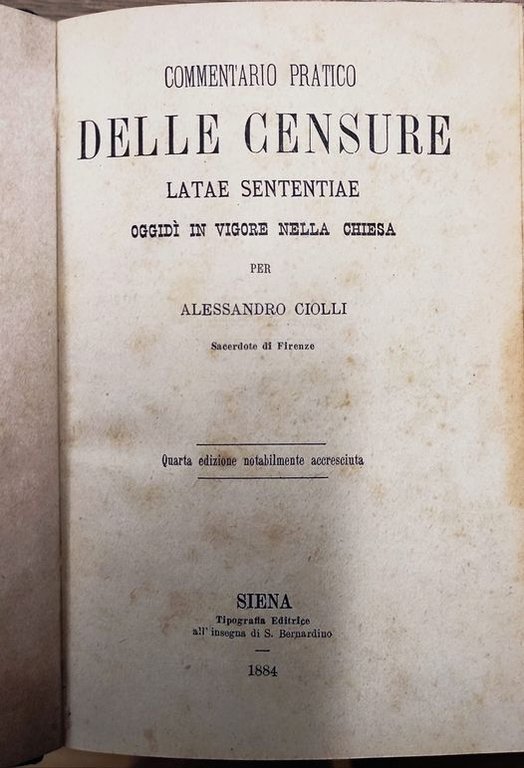 COMMENTARIO PRATICO
DELLE CENSURE
LATAE SENTENTIAE
OGGIDÌ IN VIGORE NELLA CHIESA
PER
ALESSANDRO CIOLLI
Sacerdote di Firenze
Quarta edizione notabilmente accresciuta
SIENA
Tipografia Editrice
all' insegna di S. Bernardino
1884